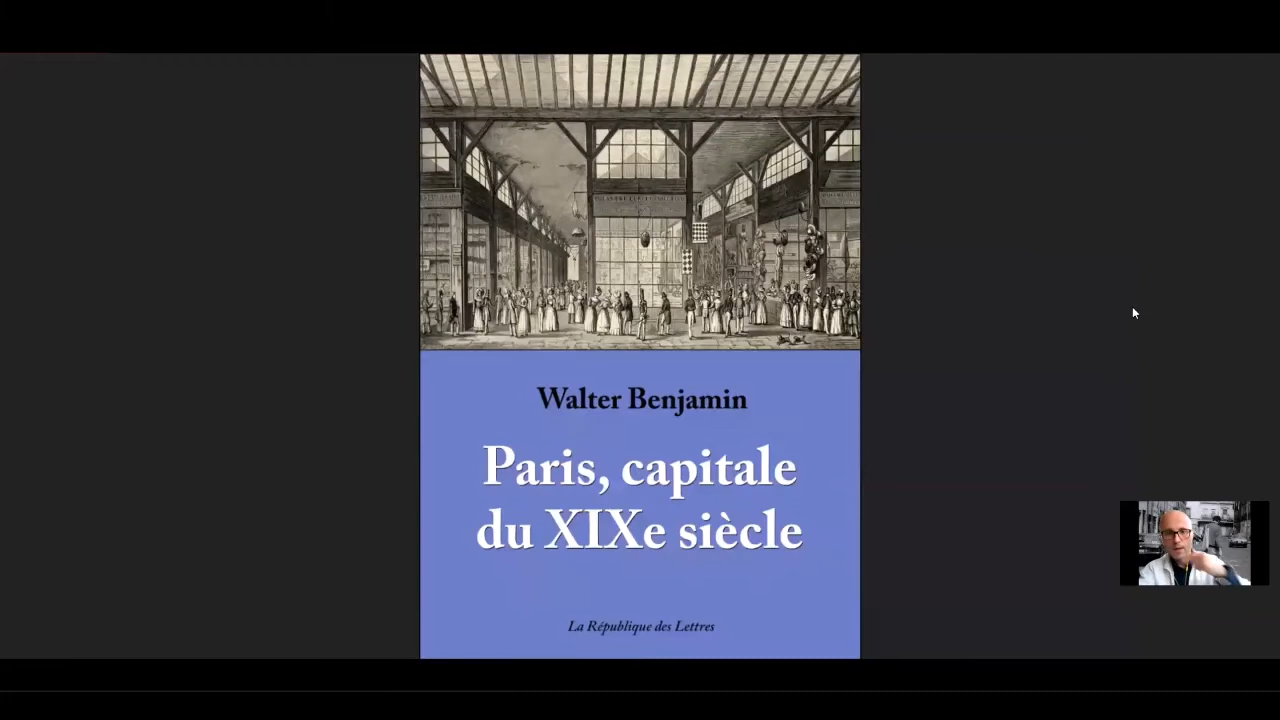 Walter Benjamin
Paris, capitale
du XIXe siècle
La République des Lettres